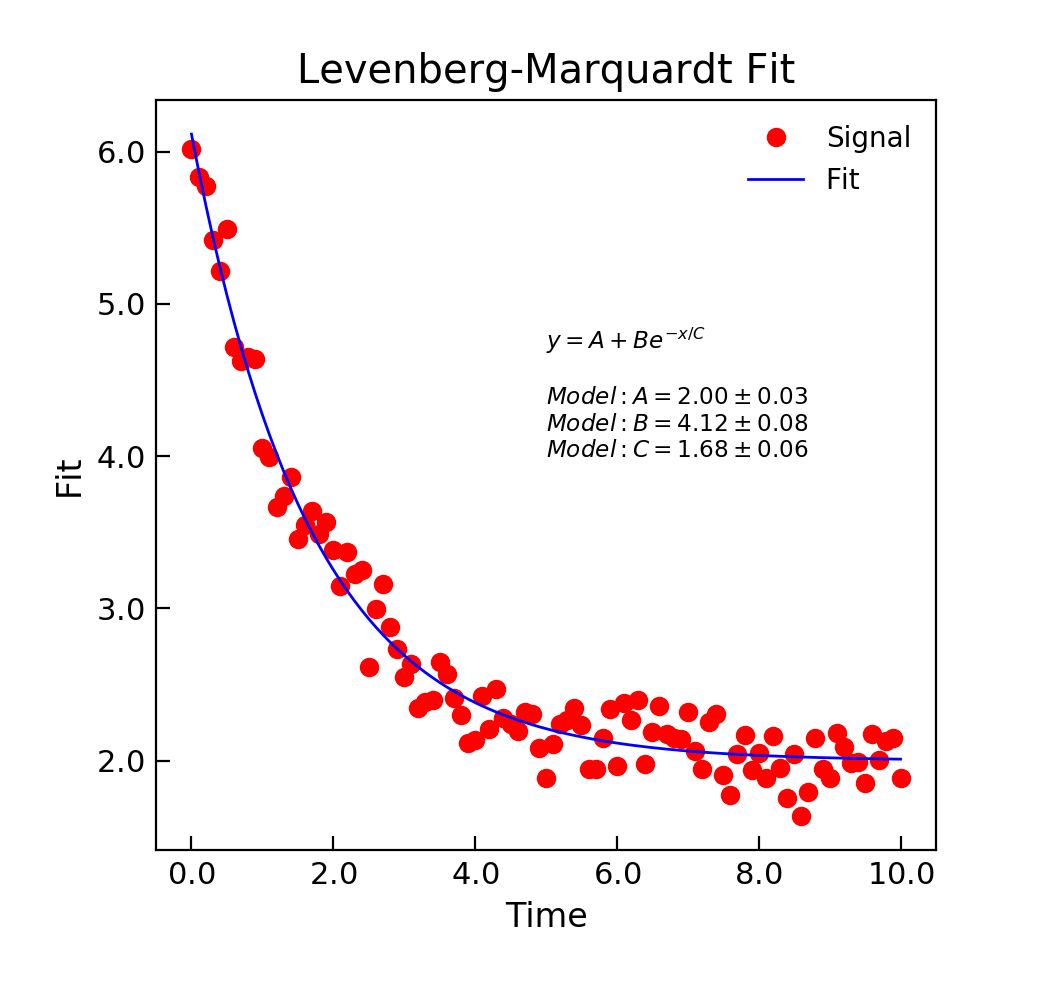 Levenberg-Marquardt Fit
Signal
Fit
y = A + Be^{-x/C}
Model : A = 2.00 ± 0.03
Model : B = 4.12 ± 0.08
Model : C = 1.68 ± 0.06
Fit
6.0
5.0
4.0
3.0
2.0
0.0 2.0 4.0 6.0 8.0 10.0
Time